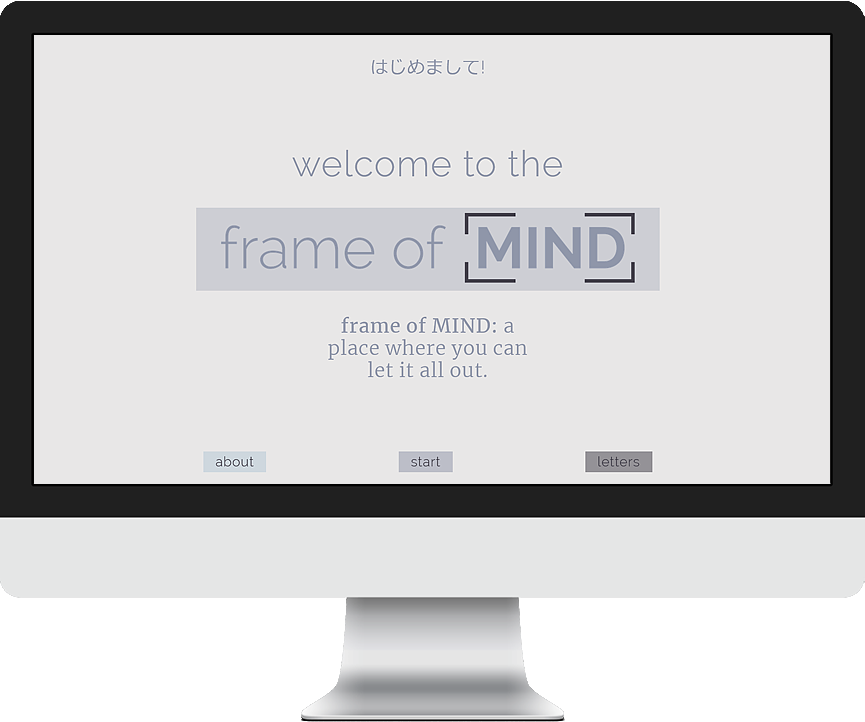 はじめまして!
welcome to the
frame of MIND
frame of MIND: a
place where you can
let it all out.
about start letters